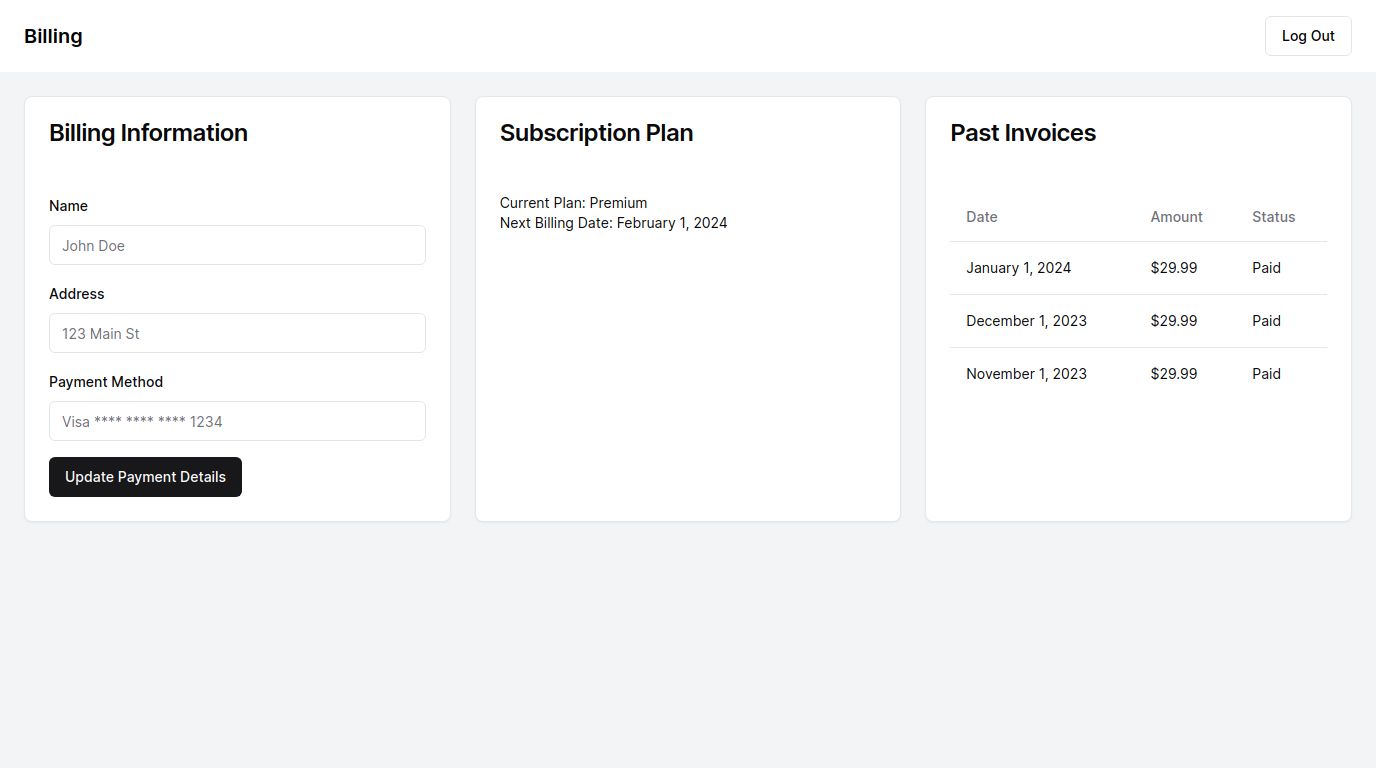 Billing
Log Out
Billing Information
Name
John Doe
Address
123 Main St
Payment Method
Visa **** **** **** 1234
Update Payment Details
Subscription Plan
Current Plan: Premium
Next Billing Date: February 1, 2024
Past Invoices
Date Amount Status
January 1, 2024 $29.99 Paid
December 1, 2023 $29.99 Paid
November 1, 2023 $29.99 Paid